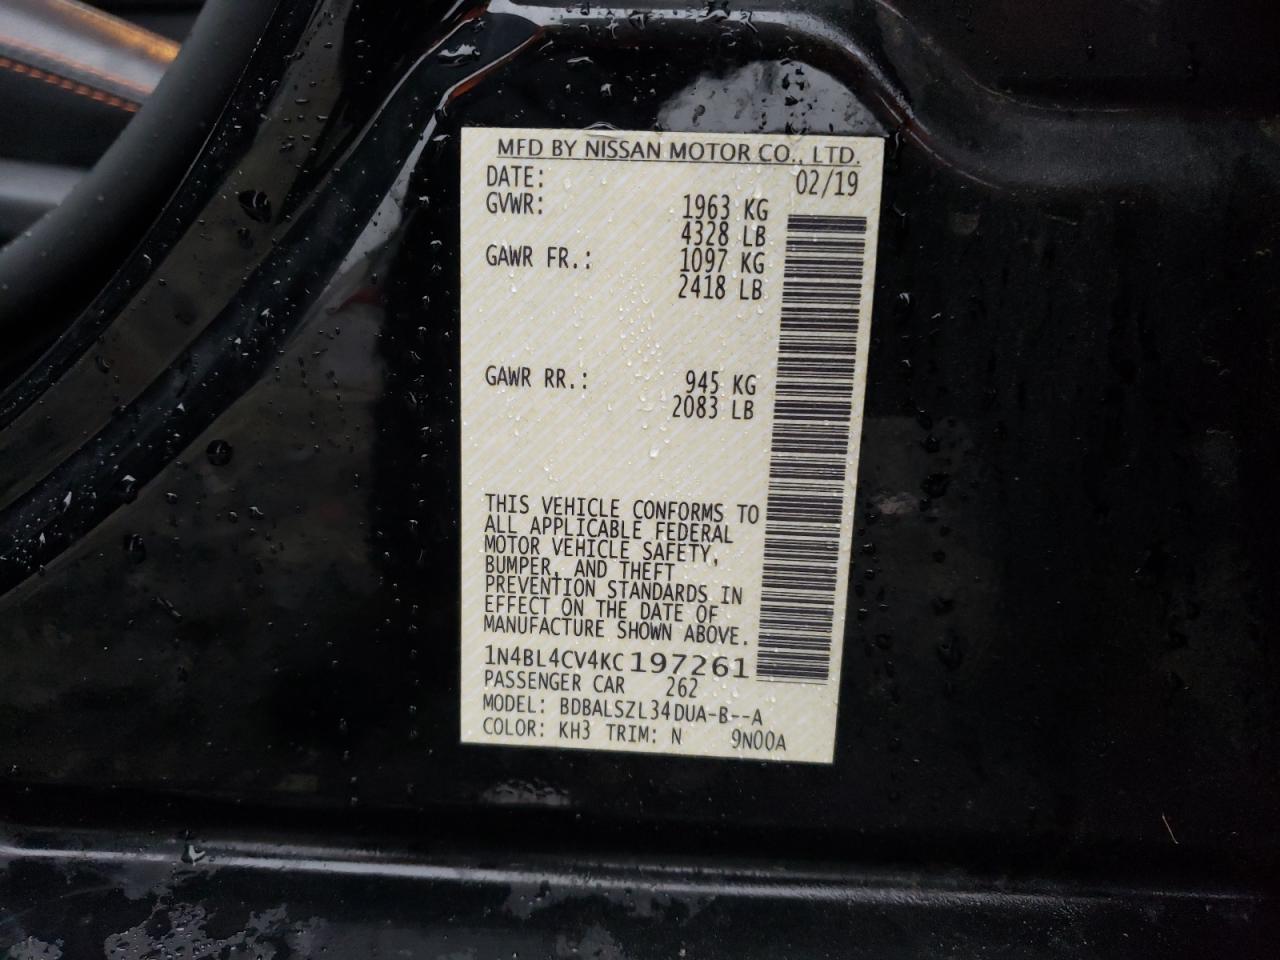 MFD BY NISSAN MOTOR CO., LTD.
DATE: 02/19
GVWR: 1963 KG
4328 LB
GAWR FR.: 1097 KG
2418 LB
GAWR RR.: 945 KG
2083 LB
THIS VEHICLE CONFORMS TO
ALL APPLICABLE FEDERAL
MOTOR VEHICLE SAFETY,
BUMPER, AND THEFT
PREVENTION STANDARDS IN
EFFECT ON THE DATE OF
MANUFACTURE SHOWN ABOVE.
1N4BL4CV4KC197261
PASSENGER CAR 262
MODEL: BDBALSZL34DUA-B--A
COLOR: KH3 TRIM: N 9N00A